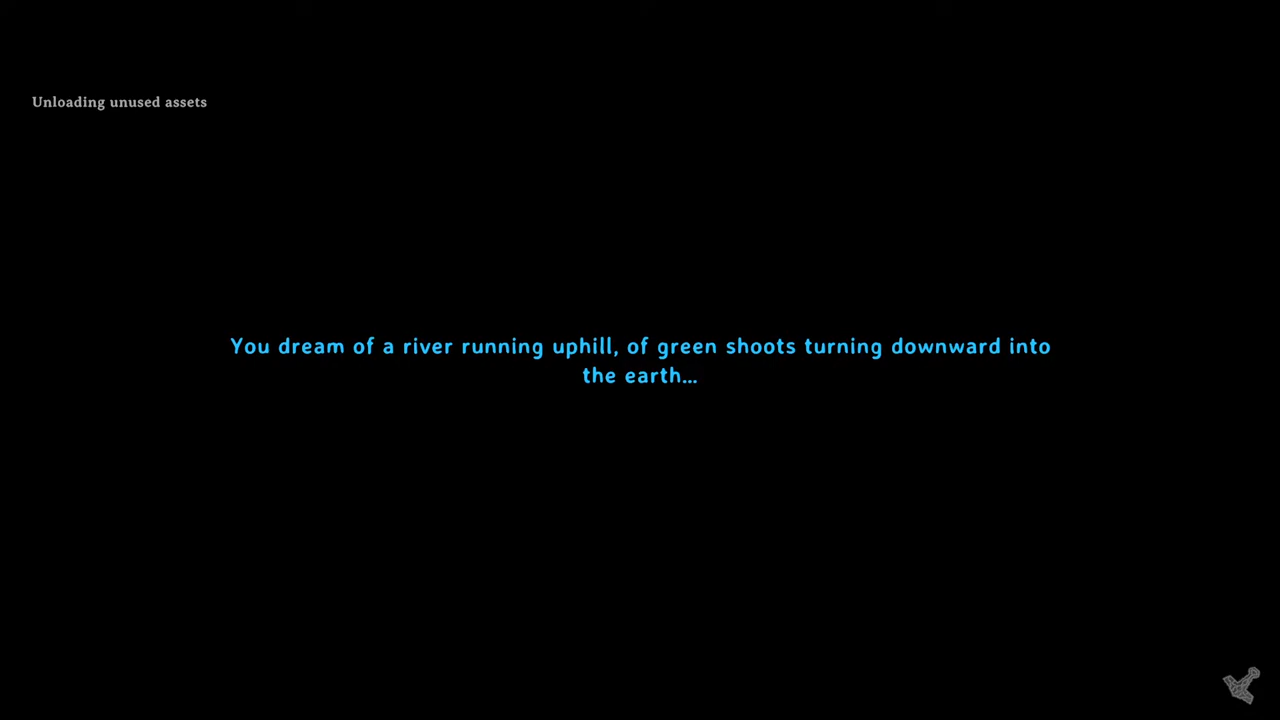 Unloading unused assets
You dream of a river running uphill, of green shoots turning downward into
the earth...